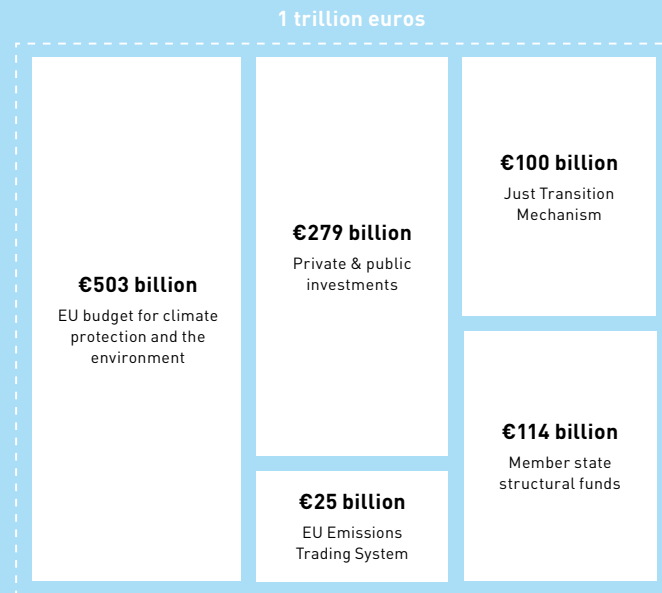 1 trillion euros
€503 billion
EU budget for climate
protection and the
environment
€279 billion
Private & public
investments
€25 billion
EU Emissions
Trading System
€100 billion
Just Transition
Mechanism
€114 billion
Member state
structural funds